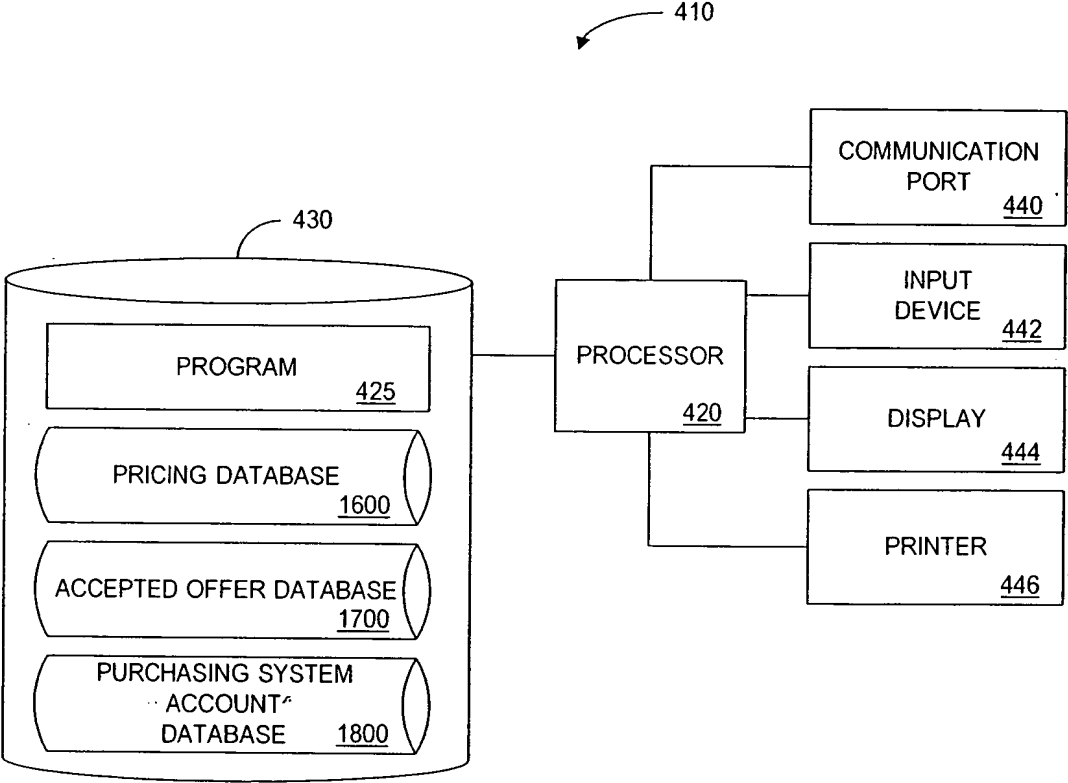 410
COMMUNICATION
PORT
440
430
INPUT
DEVICE
442
PROCESSOR
420
PROGRAM
425
DISPLAY
444
PRICING DATABASE
1600
PRINTER
446
ACCEPTED OFFER DATABASE
1700
PURCHASING SYSTEM
ACCOUNT
DATABASE
1800